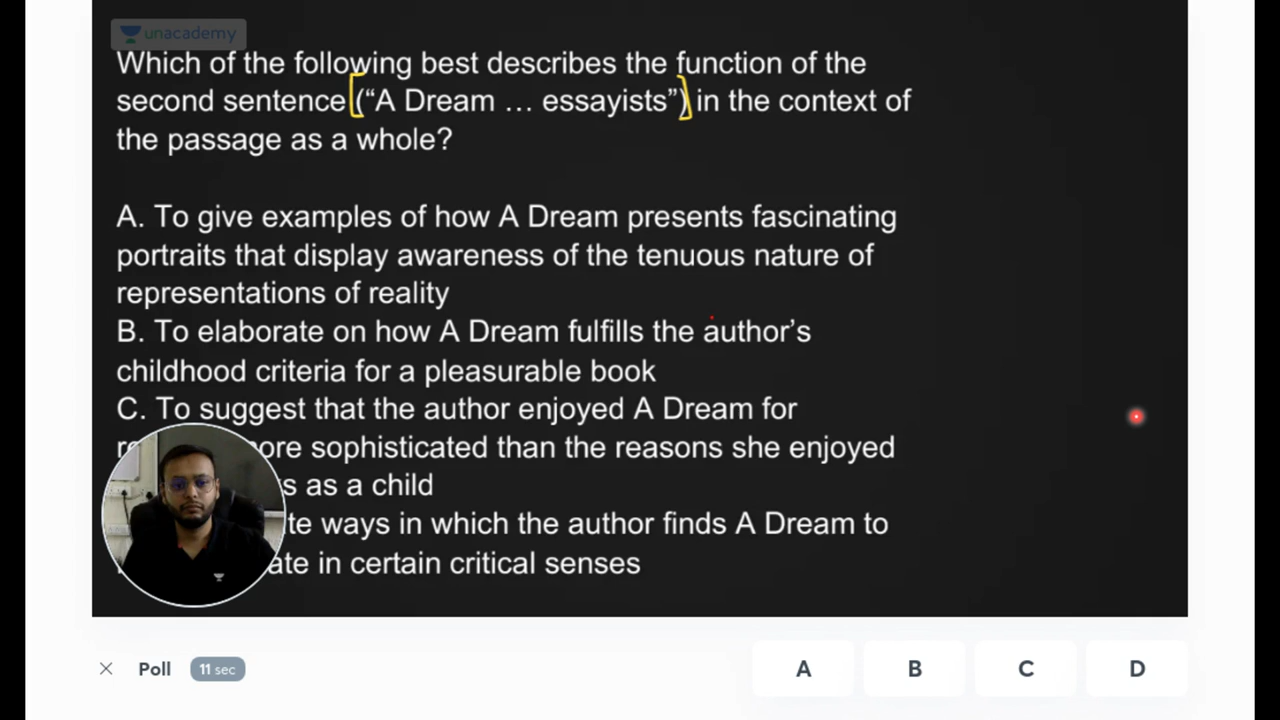 unacademy
Which of the following best describes the function of the
second sentence (“A Dream … essayists”) in the context of
the passage as a whole?
A. To give examples of how A Dream presents fascinating
portraits that display awareness of the tenuous nature of
representations of reality
B. To elaborate on how A Dream fulfills the author’s
childhood criteria for a pleasurable book
C. To suggest that the author enjoyed A Dream for
sophisticated than the reasons she enjoyed
as a child
ways in which the author finds A Dream to
in certain critical senses
Poll 11 sec A B C D